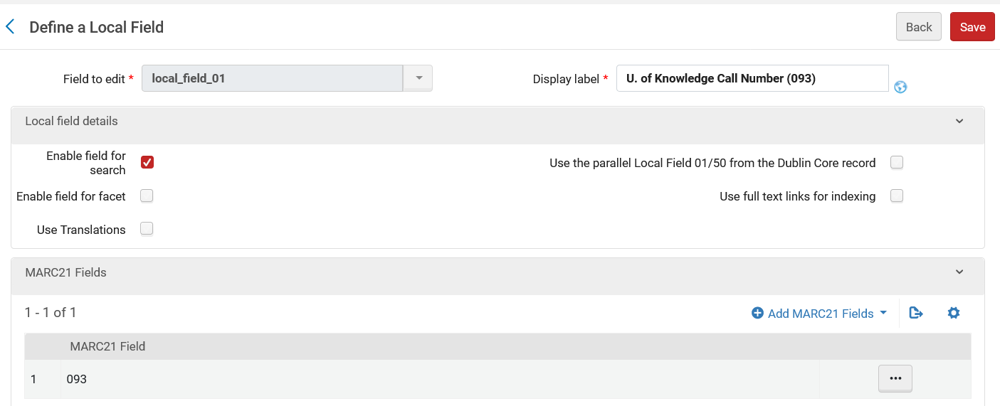 Define a Local Field
Back
Save
Field to edit *
local_field_01
Display label *
U. of Knowledge Call Number (093)
Local field details
Enable field for
search
Use the parallel Local Field 01/50 from the Dublin Core record
Enable field for facet
Use full text links for indexing
Use Translations
MARC21 Fields
1 - 1 of 1
Add MARC21 Fields
MARC21 Field
1
093